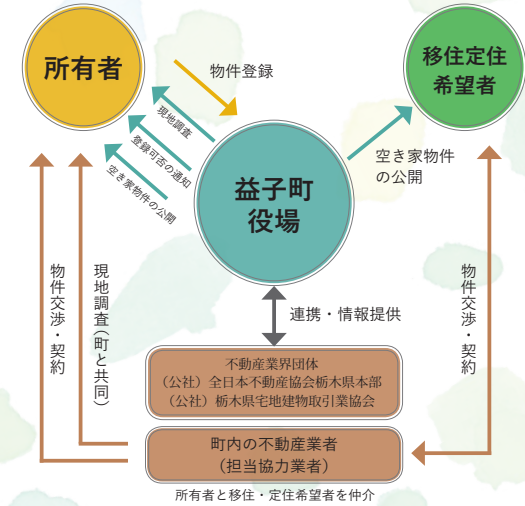 所有者
物件登録
移住定住
希望者
現地調査
登録可否の通知
空き家物件の公開
益子町
役場
空き家物件
の公開
物件交渉・契約
現地調査(町と共同)
連携・情報提供
物件交渉・契約
不動産業界団体
(公社)全日本不動産協会栃木県本部
(公社)栃木県宅地建物取引業協会
町内の不動産業者
(担当協力業者)
所有者と移住・定住希望者を仲介